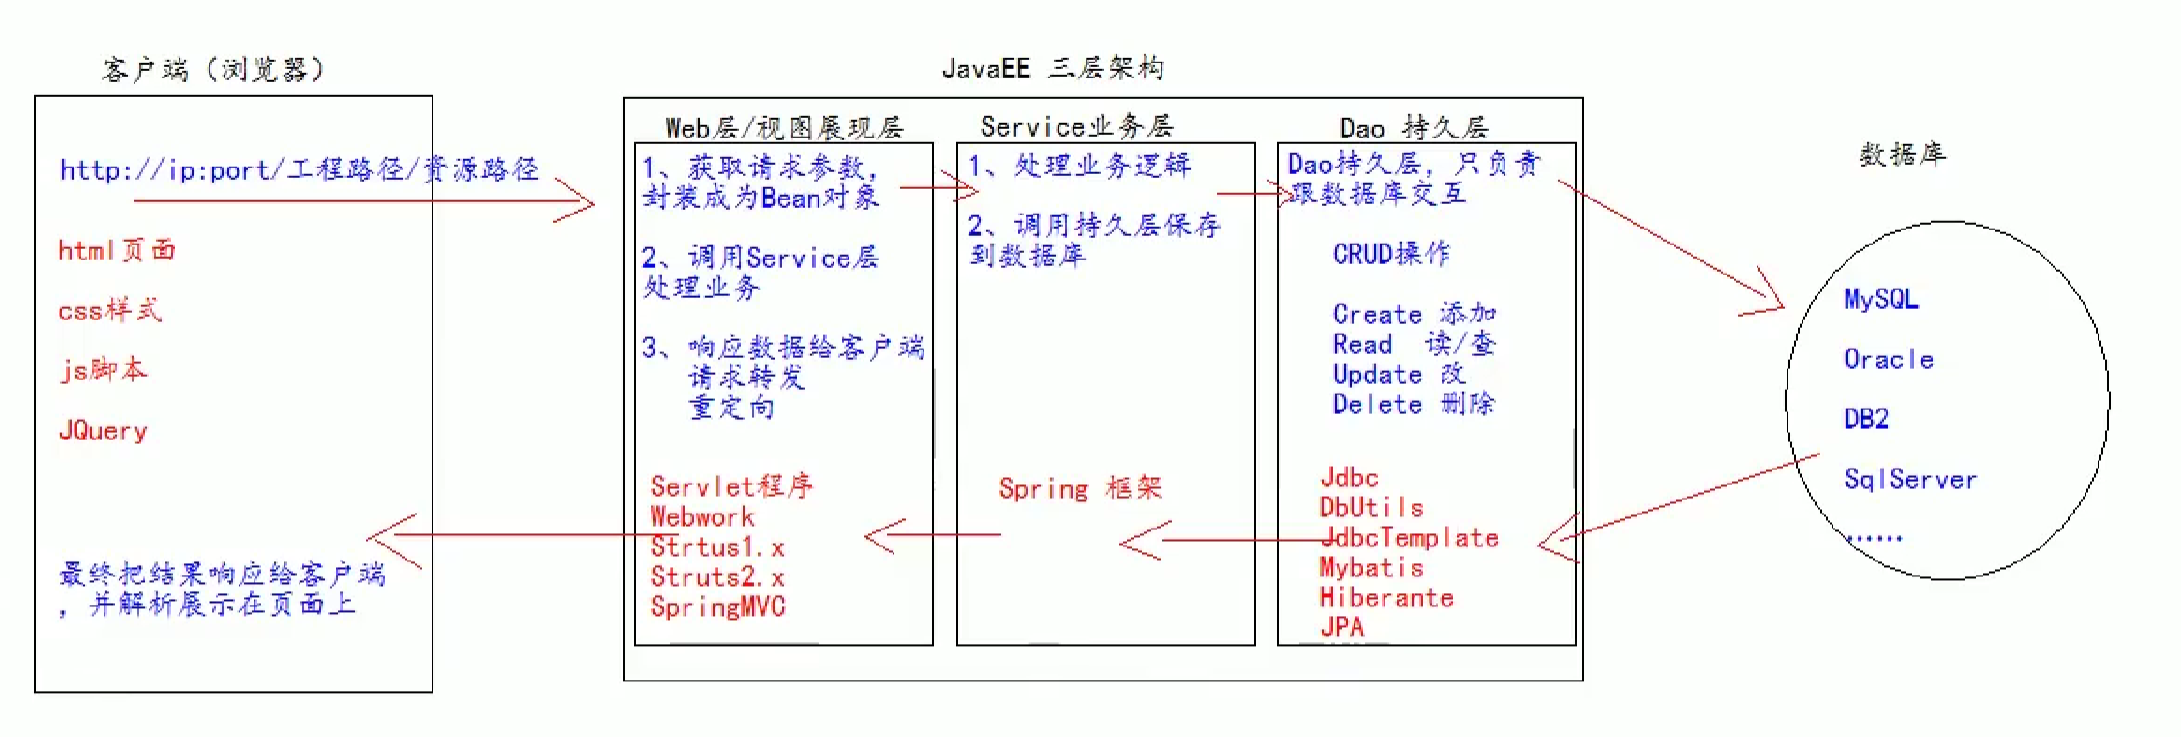 客户端（浏览器）
http://ip:port/工程路径/资源路径
html页面
css样式
js脚本
JQuery
最终把结果响应给客户端
，并解析展示在页面上
JavaEE 三层架构
Web层/视图展现层
1、获取请求参数，
封装成为Bean对象
2、调用Service层
处理业务
3、响应数据给客户端
请求转发
重定向
Servlet程序
Webwork
Strtus1.x
Struts2.x
SpringMVC
Service业务层
1、处理业务逻辑
2、调用持久层保存
到数据库
Spring 框架
Dao 持久层
Dao持久层，只负责
跟数据库交互
CRUD操作
Create 添加
Read 读/查
Update 改
Delete 删除
Jdbc
DbUtils
JdbcTemplate
Mybatis
Hiberante
JPA
数据库
MySQL
Oracle
DB2
SqlServer
......